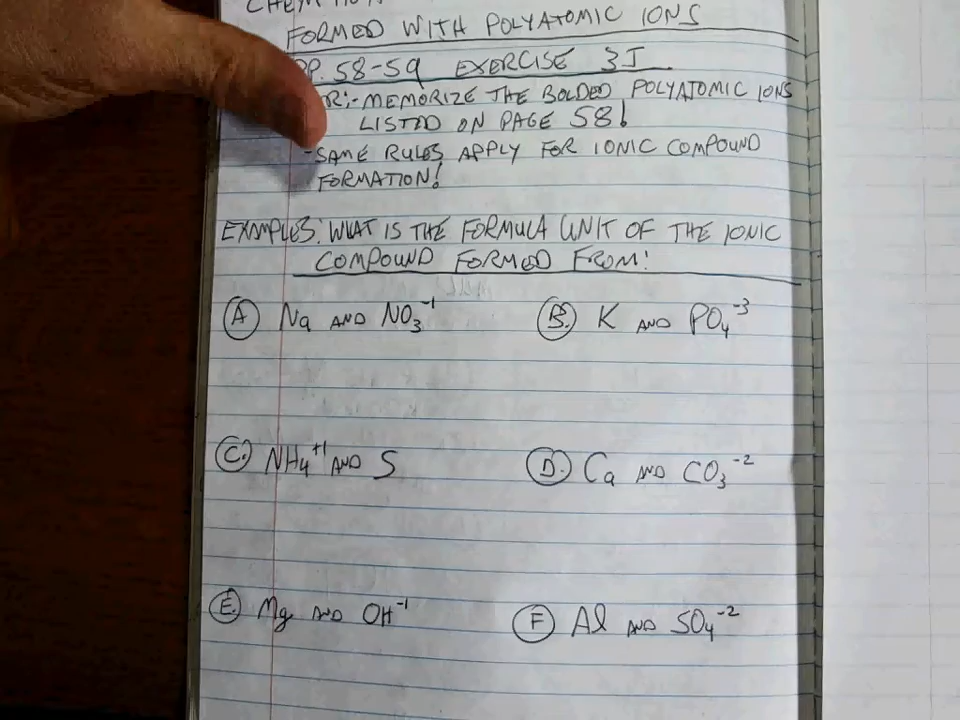 FORMED WITH POLYATOMIC IONS
PP. 58-59 EXERCISE 3J
R:-MEMORIZE THE BOLDED POLYATOMIC IONS
LISTED ON PAGE 58!
-SAME RULES APPLY FOR IONIC COMPOUND
FORMATION!
EXAMPLES: WHAT IS THE FORMULA UNIT OF THE IONIC
COMPOUND FORMED FROM:
A Na AND NO₃⁻¹
B. K AND PO₄⁻³
C. NH₄⁺¹ AND S
D. Ca AND CO₃⁻²
E. Mg AND OH⁻¹
F Al AND SO₄⁻²